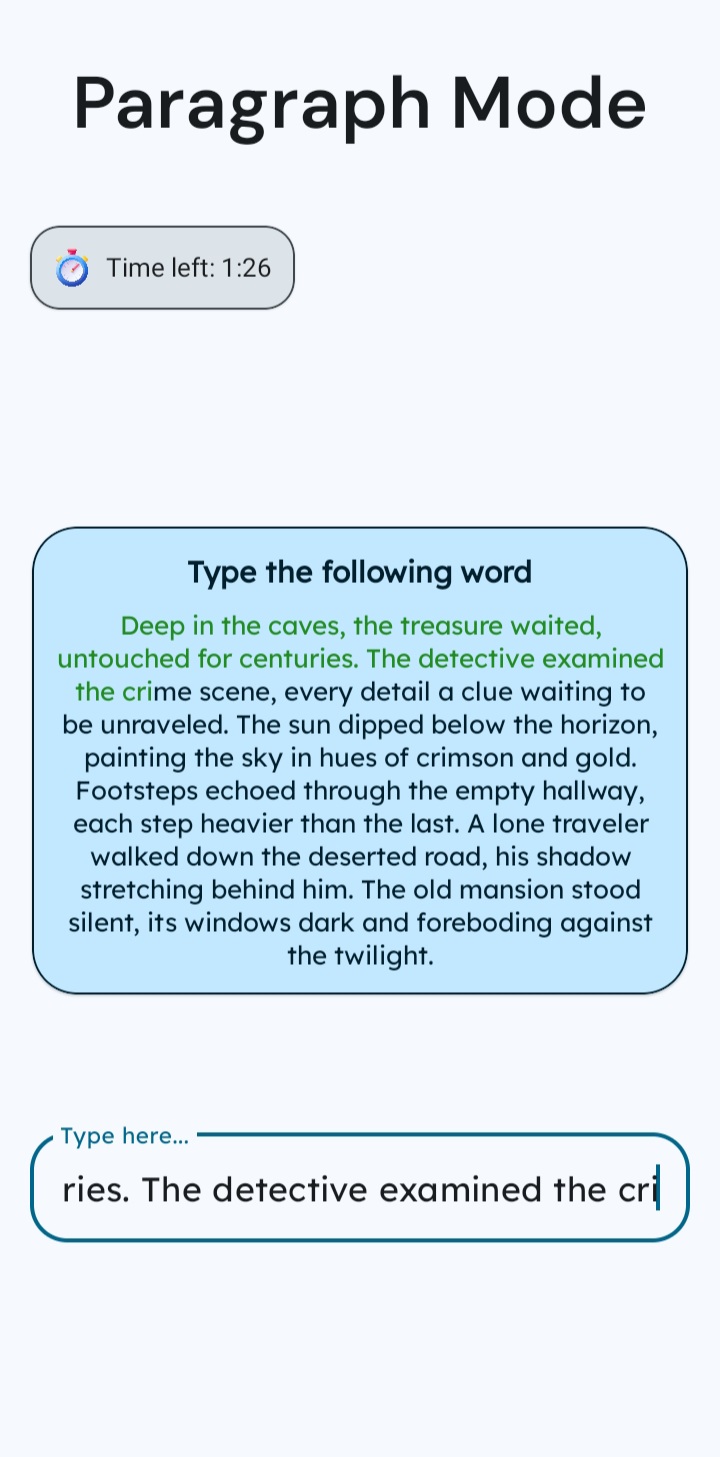 Paragraph Mode
Time left: 1:26
Type the following word
Deep in the caves, the treasure waited,
untouched for centuries. The detective examined
the crime scene, every detail a clue waiting to
be unraveled. The sun dipped below the horizon,
painting the sky in hues of crimson and gold.
Footsteps echoed through the empty hallway,
each step heavier than the last. A lone traveler
walked down the deserted road, his shadow
stretching behind him. The old mansion stood
silent, its windows dark and foreboding against
the twilight.
Type here...
ries. The detective examined the cri